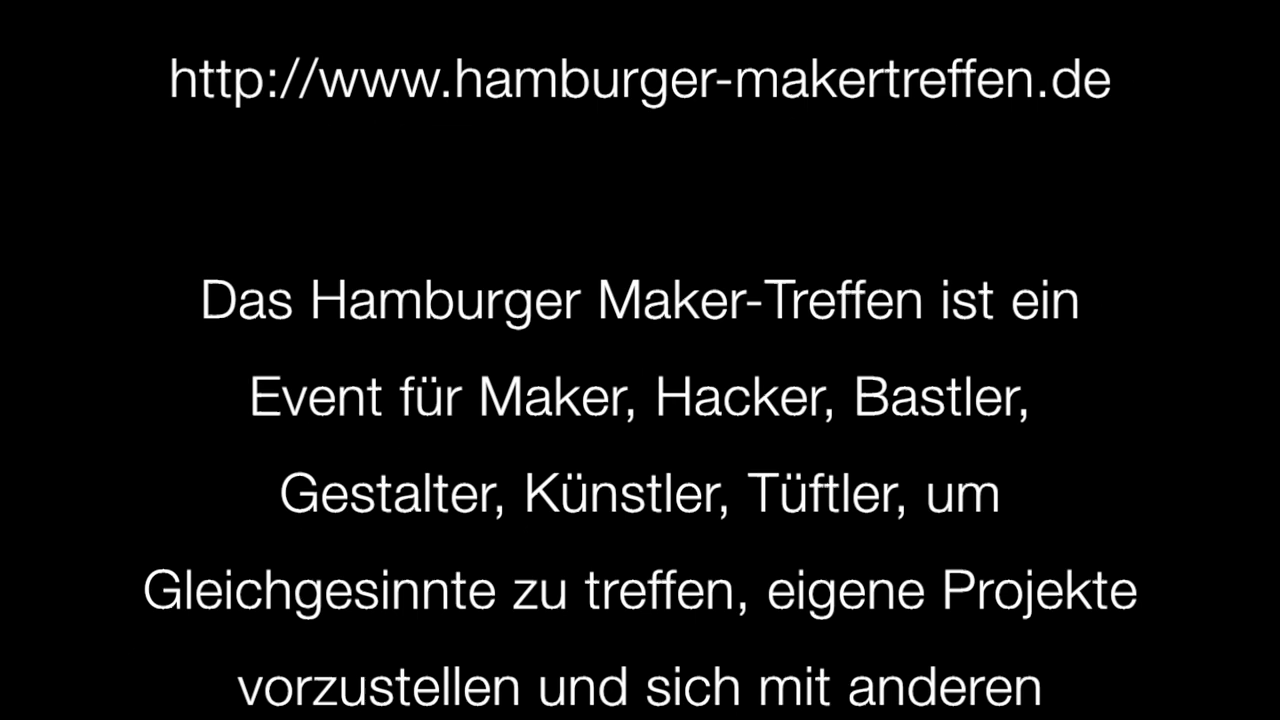 http://www.hamburger-makertreffen.de
Das Hamburger Maker-Treffen ist ein
Event für Maker, Hacker, Bastler,
Gestalter, Künstler, Tüftler, um
Gleichgesinnte zu treffen, eigene Projekte
vorzustellen und sich mit anderen